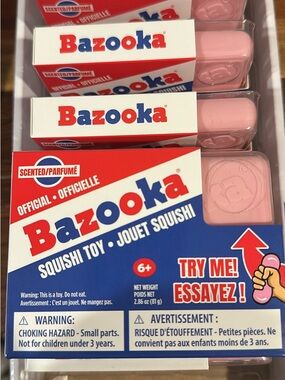 SCENTED/PARFUMÉ
Bazooka
SCENTED/PARFUMÉ
Bazooka
SCENTED/PARFUMÉ
OFFICIAL • OFFICIELLE
Bazooka
SQUISHI TOY • JOUET SQUISHI
6+
NET WEIGHT
POIDS NET
2.86 oz (81 g)
TRY ME!
ESSAYEZ !
Warning: This is a toy. Do not eat.
Avertissement : C'est un jouet. Ne mangez pas.
⚠ WARNING:
CHOKING HAZARD - Small parts.
Not for children under 3 years.
⚠ AVERTISSEMENT :
RISQUE D'ÉTOUFFEMENT - Petites pièces. Ne
convient pas aux enfants moins de 3 ans.